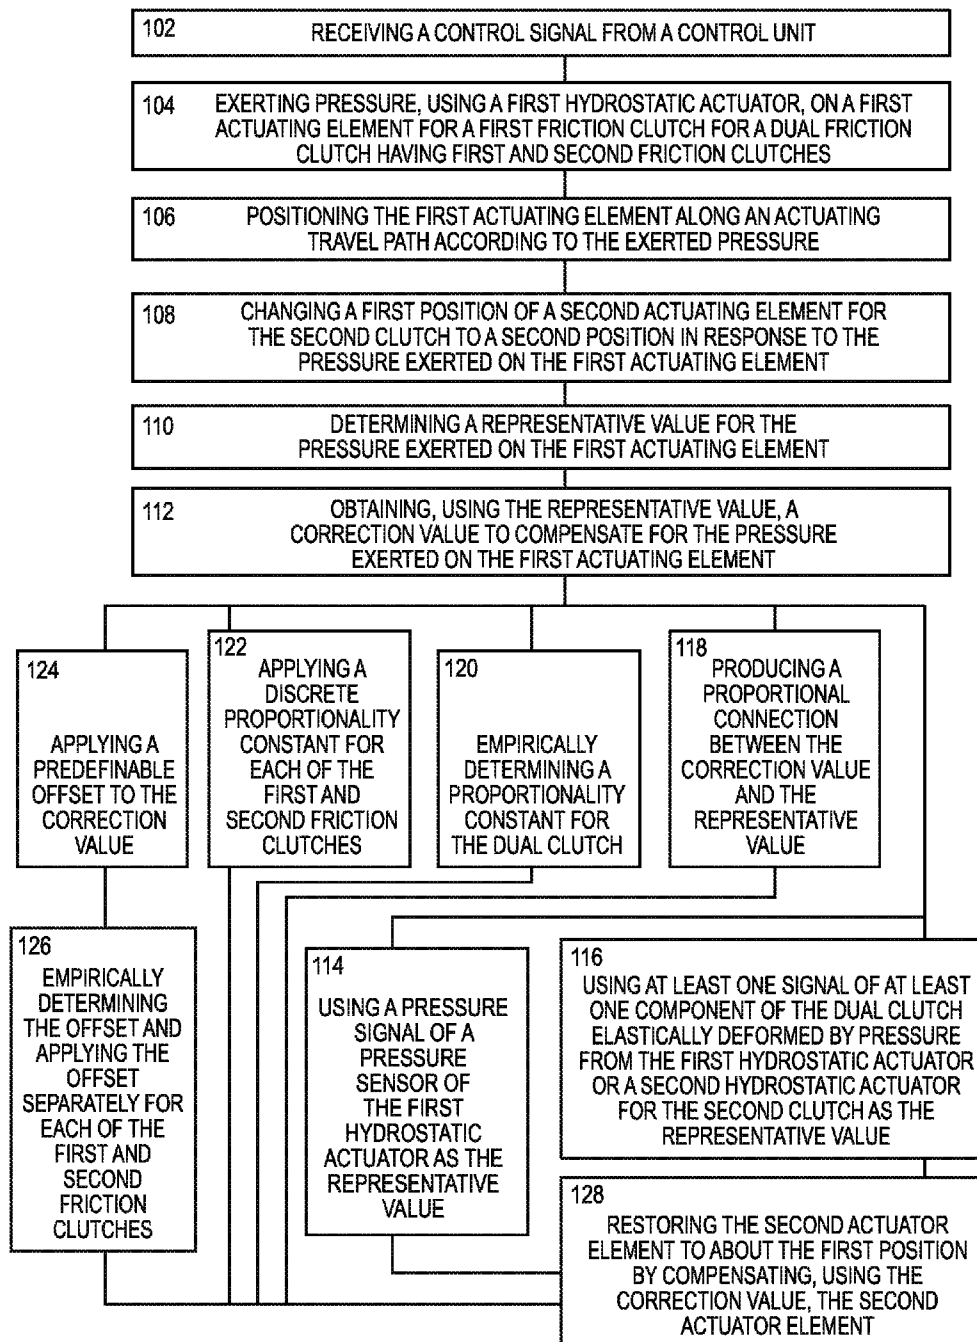 102
RECEIVING A CONTROL SIGNAL FROM A CONTROL UNIT
104
EXERTING PRESSURE, USING A FIRST HYDROSTATIC ACTUATOR, ON A FIRST
ACTUATING ELEMENT FOR A FIRST FRICTION CLUTCH FOR A DUAL FRICTION
CLUTCH HAVING FIRST AND SECOND FRICTION CLUTCHES
106
POSITIONING THE FIRST ACTUATING ELEMENT ALONG AN ACTUATING
TRAVEL PATH ACCORDING TO THE EXERTED PRESSURE
108
CHANGING A FIRST POSITION OF A SECOND ACTUATING ELEMENT FOR
THE SECOND CLUTCH TO A SECOND POSITION IN RESPONSE TO THE
PRESSURE EXERTED ON THE FIRST ACTUATING ELEMENT
110
DETERMINING A REPRESENTATIVE VALUE FOR THE
PRESSURE EXERTED ON THE FIRST ACTUATING ELEMENT
112
OBTAINING, USING THE REPRESENTATIVE VALUE, A
CORRECTION VALUE TO COMPENSATE FOR THE PRESSURE
EXERTED ON THE FIRST ACTUATING ELEMENT
124
APPLYING A
PREDEFINABLE
OFFSET TO THE
CORRECTION
VALUE
122
APPLYING A
DISCRETE
PROPORTIONALITY
CONSTANT FOR
EACH OF THE
FIRST AND
SECOND FRICTION
CLUTCHES
120
EMPIRICALLY
DETERMINING A
PROPORTIONALITY
CONSTANT FOR
THE DUAL CLUTCH
118
PRODUCING A
PROPORTIONAL
CONNECTION
BETWEEN THE
CORRECTION VALUE
AND THE
REPRESENTATIVE
VALUE
126
EMPIRICALLY
DETERMINING
THE OFFSET AND
APPLYING THE
OFFSET
SEPARATELY FOR
EACH OF THE
FIRST AND
SECOND
FRICTION
CLUTCHES
114
USING A PRESSURE
SIGNAL OF A
PRESSURE
SENSOR OF
THE FIRST
HYDROSTATIC
ACTUATOR AS THE
REPRESENTATIVE
VALUE
116
USING AT LEAST ONE SIGNAL OF AT LEAST
ONE COMPONENT OF THE DUAL CLUTCH
ELASTICALLY DEFORMED BY PRESSURE
FROM THE FIRST HYDROSTATIC ACTUATOR
OR A SECOND HYDROSTATIC ACTUATOR
FOR THE SECOND CLUTCH AS THE
REPRESENTATIVE VALUE
128
RESTORING THE SECOND ACTUATOR
ELEMENT TO ABOUT THE FIRST POSITION
BY COMPENSATING, USING THE
CORRECTION VALUE, THE SECOND
ACTUATOR ELEMENT